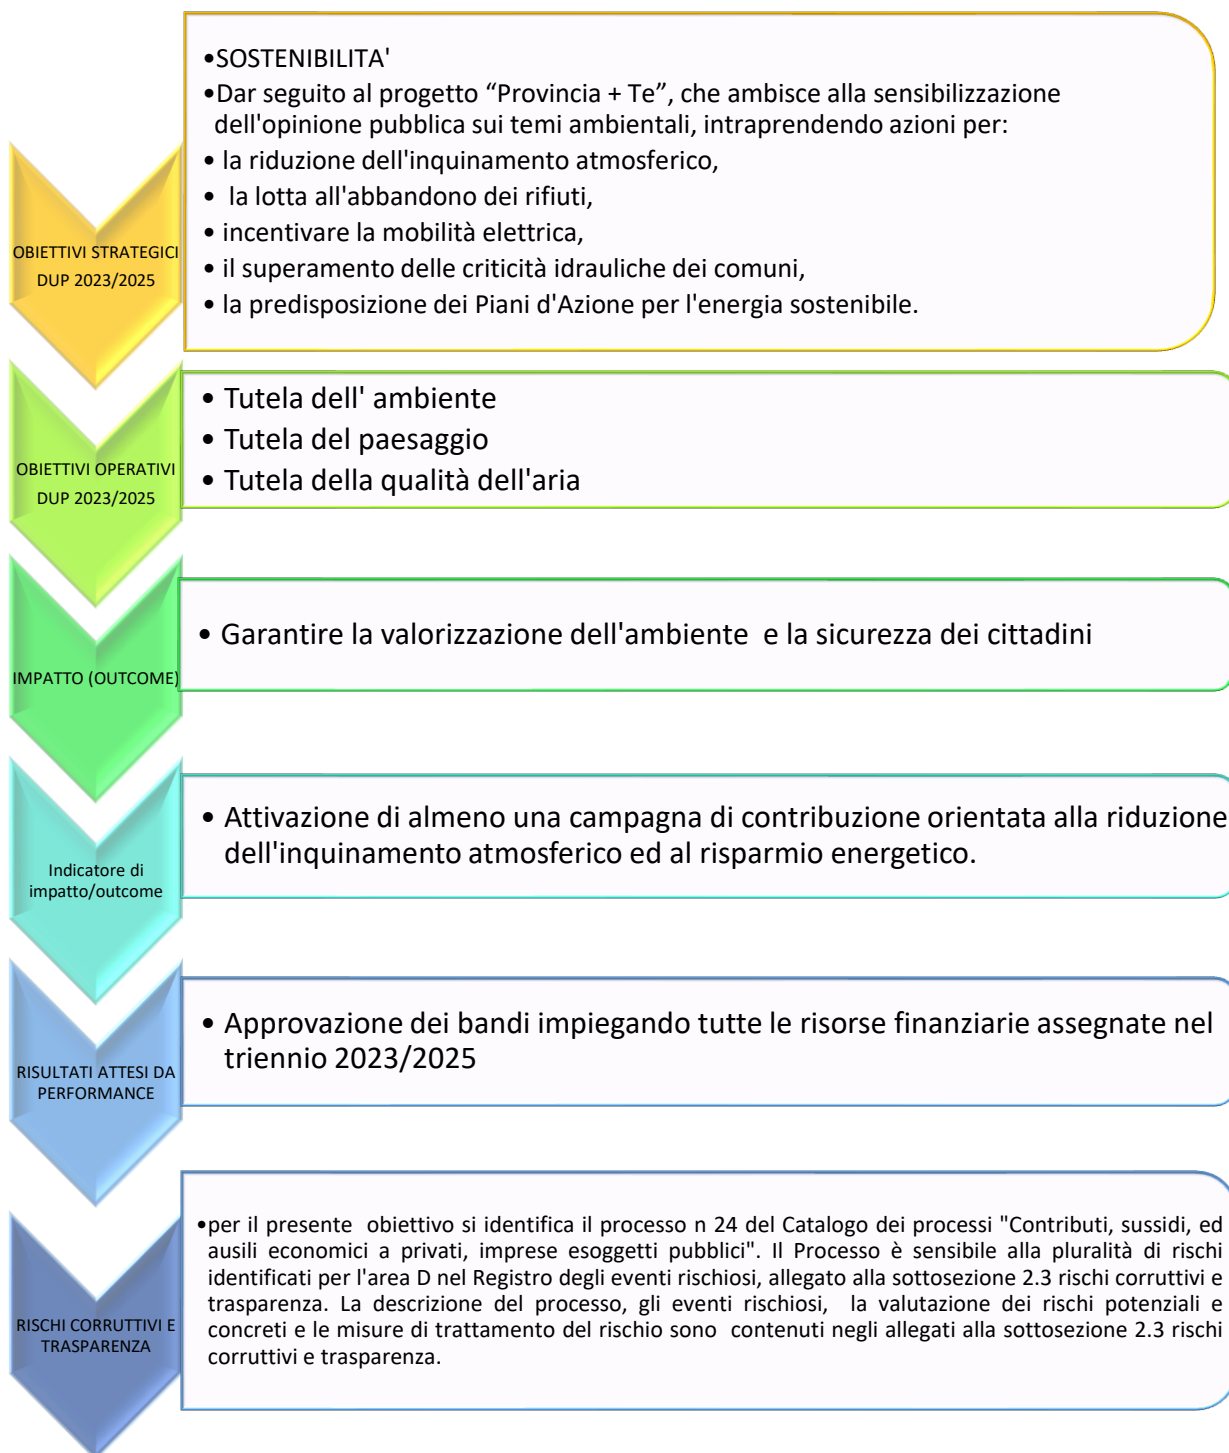 •SOSTENIBILITA'
•Dar seguito al progetto “Provincia + Te”, che ambisce alla sensibilizzazione
dell'opinione pubblica sui temi ambientali, intraprendendo azioni per:
• la riduzione dell'inquinamento atmosferico,
• la lotta all'abbandono dei rifiuti,
• incentivare la mobilità elettrica,
• il superamento delle criticità idrauliche dei comuni,
• la predisposizione dei Piani d'Azione per l'energia sostenibile.
OBIETTIVI STRATEGICI
DUP 2023/2025
• Tutela dell' ambiente
• Tutela del paesaggio
• Tutela della qualità dell'aria
OBIETTIVI OPERATIVI
DUP 2023/2025
• Garantire la valorizzazione dell'ambiente e la sicurezza dei cittadini
IMPATTO (OUTCOME)
• Attivazione di almeno una campagna di contribuzione orientata alla riduzione
dell'inquinamento atmosferico ed al risparmio energetico.
Indicatore di
impatto/outcome
• Approvazione dei bandi impiegando tutte le risorse finanziarie assegnate nel
triennio 2023/2025
RISULTATI ATTESI DA
PERFORMANCE
•per il presente obiettivo si identifica il processo n 24 del Catalogo dei processi "Contributi, sussidi, ed
ausili economici a privati, imprese esoggetti pubblici". Il Processo è sensibile alla pluralità di rischi
identificati per l'area D nel Registro degli eventi rischiosi, allegato alla sottosezione 2.3 rischi corruttivi e
trasparenza. La descrizione del processo, gli eventi rischiosi, la valutazione dei rischi potenziali e
concreti e le misure di trattamento del rischio sono contenuti negli allegati alla sottosezione 2.3 rischi
corruttivi e trasparenza.
RISCHI CORRUTTIVI E
TRASPARENZA